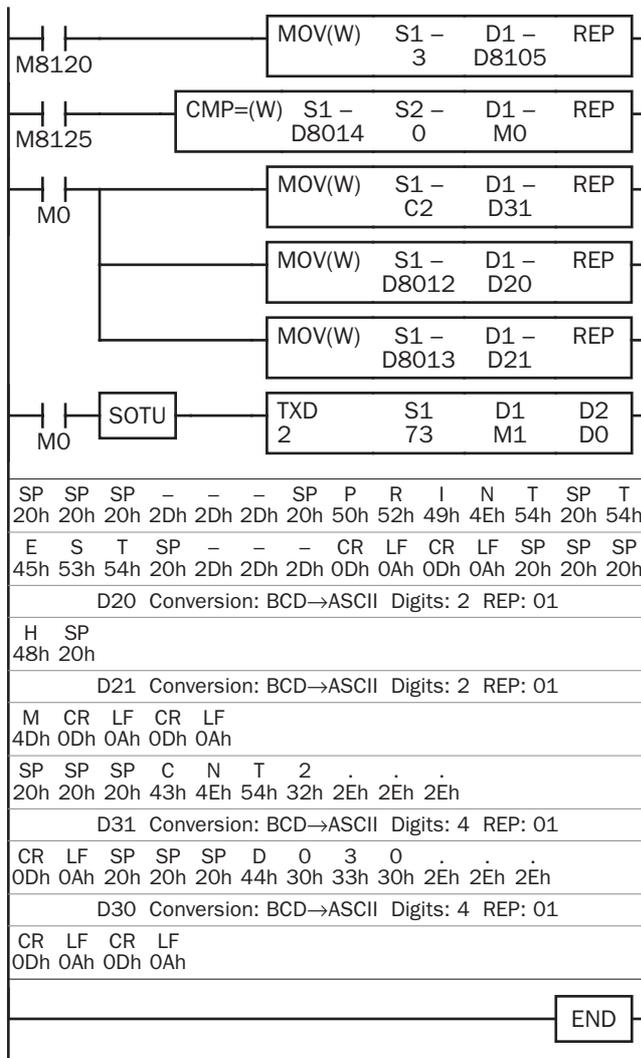 MOV(W) S1 – D1 – REP
M8120 3 D8105
CMP=(W) S1 – S2 – D1 – REP
M8125 D8014 0 M0
MOV(W) S1 – D1 – REP
M0 C2 D31
MOV(W) S1 – D1 – REP
D8012 D20
MOV(W) S1 – D1 – REP
D8013 D21
SOTU TXD S1 D1 D2
M0 2 73 M1 D0
SP SP SP – – – SP P R I N T SP T
20h 20h 20h 2Dh 2Dh 2Dh 20h 50h 52h 49h 4Eh 54h 20h 54h
E S T SP – – – CR LF CR LF SP SP SP
45h 53h 54h 20h 2Dh 2Dh 2Dh 0Dh 0Ah 0Dh 0Ah 20h 20h 20h
D20 Conversion: BCD→ASCII Digits: 2 REP: 01
H SP
48h 20h
D21 Conversion: BCD→ASCII Digits: 2 REP: 01
M CR LF CR LF
4Dh 0Dh 0Ah 0Dh 0Ah
SP SP SP C N T 2 . . .
20h 20h 20h 43h 4Eh 54h 32h 2Eh 2Eh 2Eh
D31 Conversion: BCD→ASCII Digits: 4 REP: 01
CR LF SP SP SP D 0 3 0 . . .
0Dh 0Ah 20h 20h 20h 44h 30h 33h 30h 2Eh 2Eh 2Eh
D30 Conversion: BCD→ASCII Digits: 4 REP: 01
CR LF CR LF
0Dh 0Ah 0Dh 0Ah
END